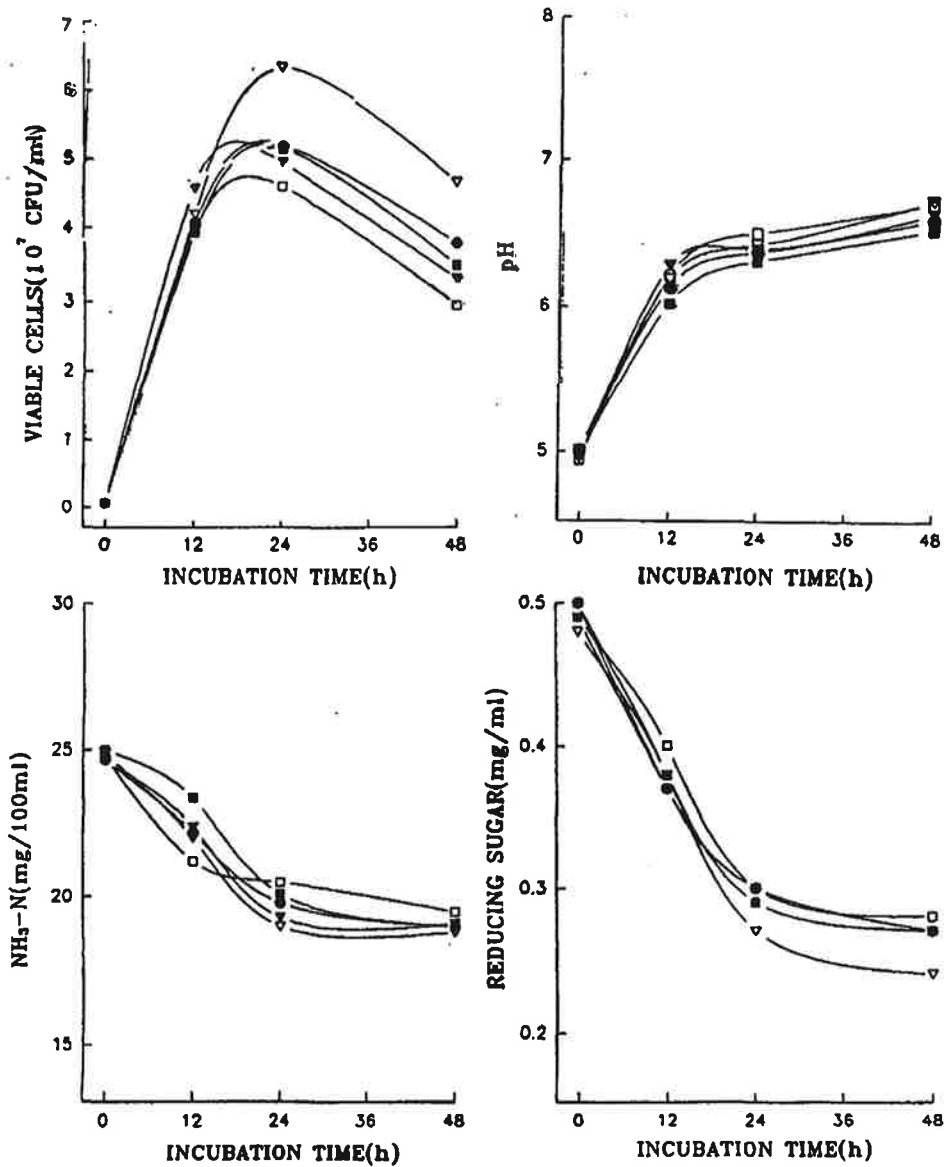 7
6
5
4
3
2
1
0
VIABLE CELLS(10⁷ CFU/ml)
0 12 24 36 48
INCUBATION TIME(h)
8
7
6
5
pH
0 12 24 36 48
INCUBATION TIME(h)
30
25
20
15
NH₃-N(mg/100ml)
0 12 24 36 48
INCUBATION TIME(h)
0.5
0.4
0.3
0.2
REDUCING SUGAR(mg/ml)
0 12 24 36 48
INCUBATION TIME(h)